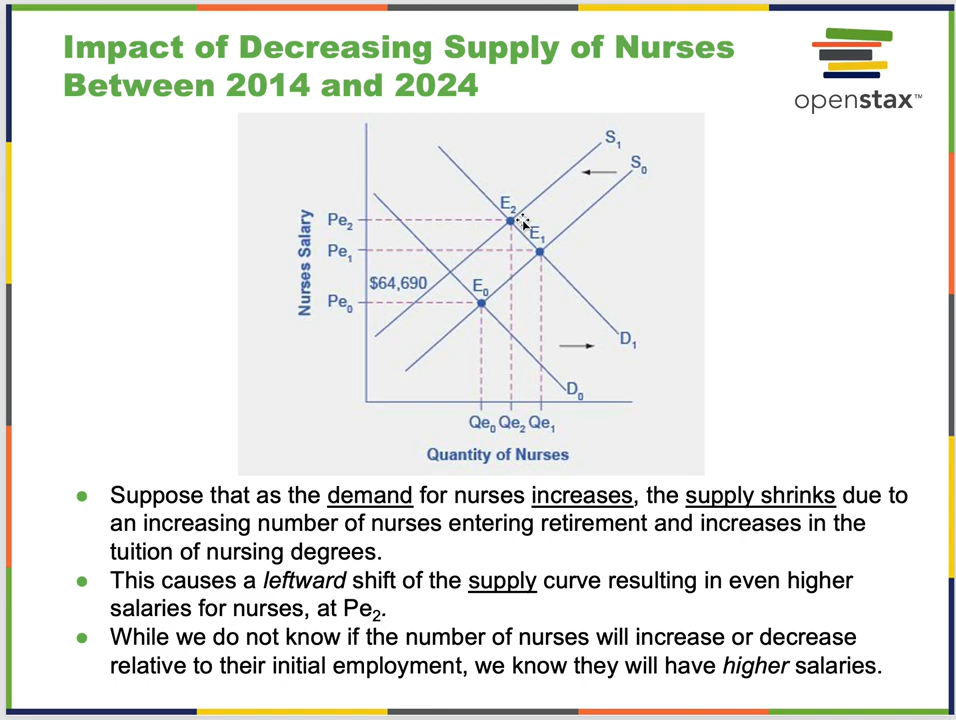 Impact of Decreasing Supply of Nurses
Between 2014 and 2024
openstax™
S₁
S₀
E₂
Pe₂
E₁
Pe₁
Nurses Salary
$64,690
E₀
Pe₀
D₁
D₀
Qe₀ Qe₂ Qe₁
Quantity of Nurses
● Suppose that as the demand for nurses increases, the supply shrinks due to
an increasing number of nurses entering retirement and increases in the
tuition of nursing degrees.
● This causes a leftward shift of the supply curve resulting in even higher
salaries for nurses, at Pe₂.
● While we do not know if the number of nurses will increase or decrease
relative to their initial employment, we know they will have higher salaries.